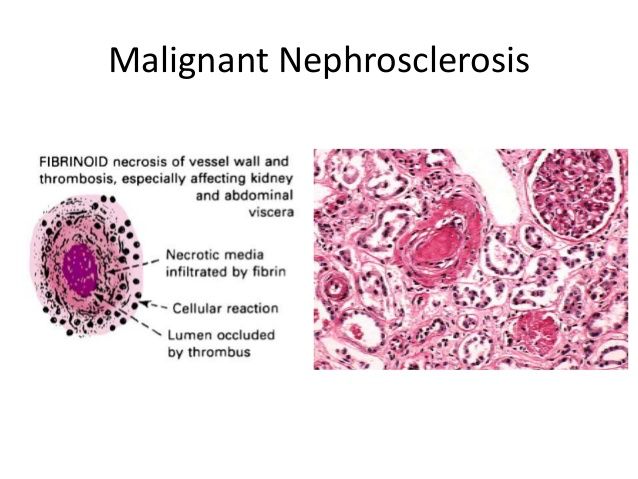 Malignant Nephrosclerosis
FIBRINOID necrosis of vessel wall and
thrombosis, especially affecting kidney
and abdominal
viscera
Necrotic media
infiltrated by fibrin
Cellular reaction
Lumen occluded
by thrombus